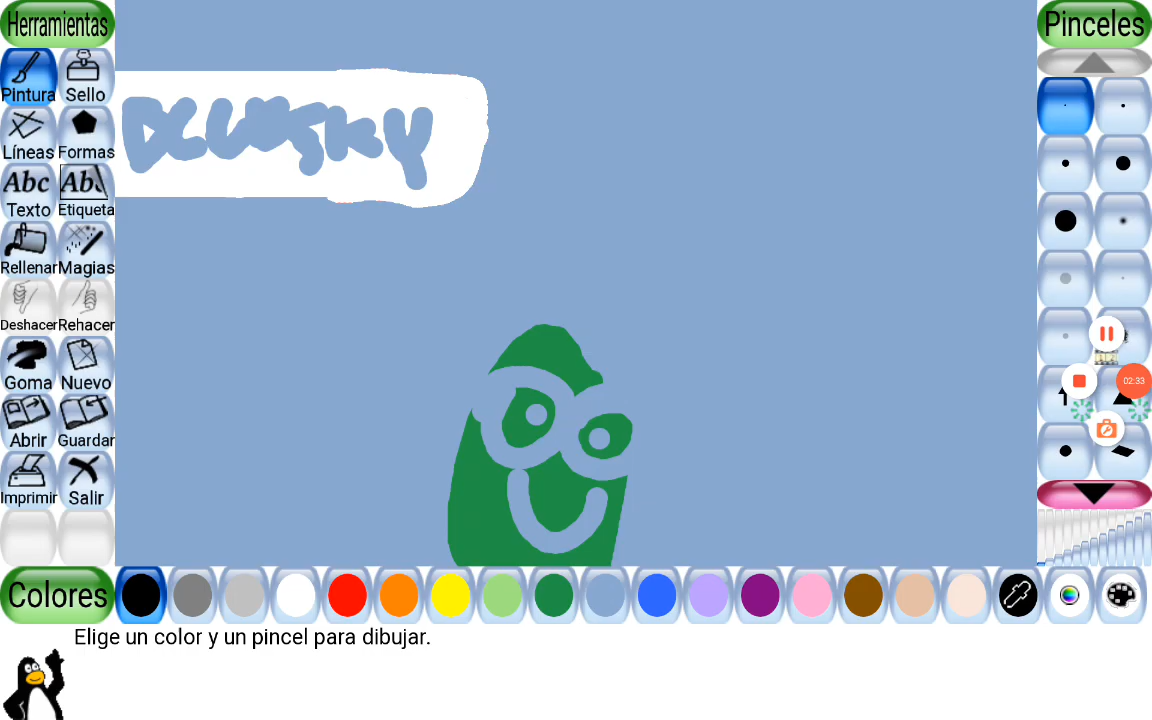 Herramientas
Pinceles
Pintura
Sello
Líneas
Formas
Abc
Abc
Texto
Etiqueta
Rellenar
Magias
Deshacer
Rehacer
Goma
Nuevo
Abrir
Guardar
Imprimir
Salir
02:33
Colores
Elige un color y un pincel para dibujar.